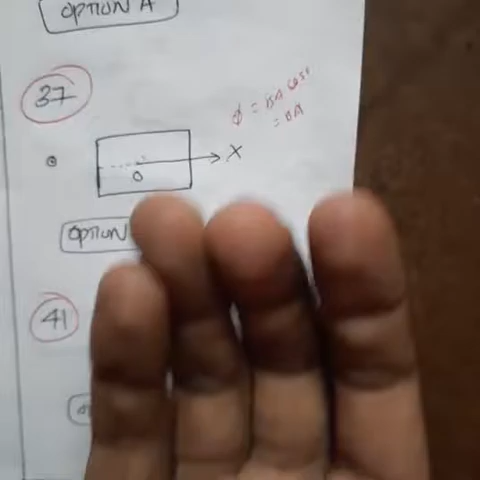 OPTION A
37
φ = BA cos
= BA
X
O
OPTION
41